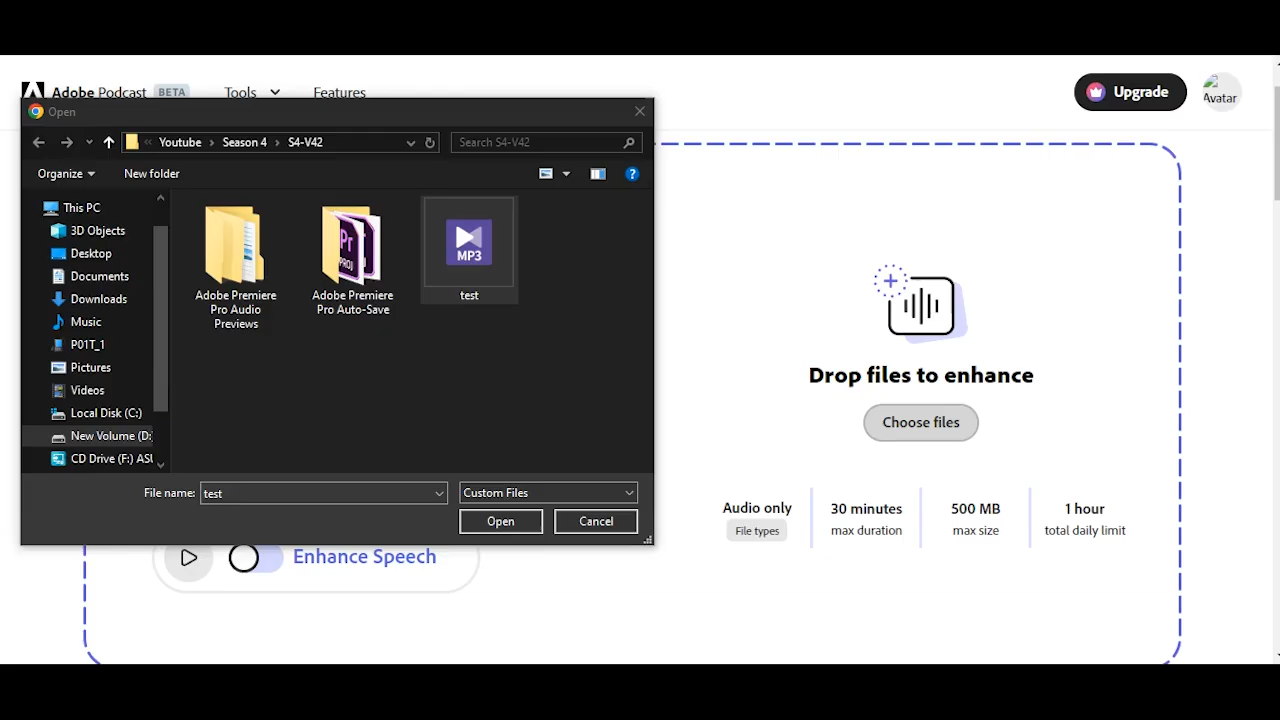 Adobe Podcast BETA Tools Features
Upgrade
Avatar
Open
« Youtube › Season 4 › S4-V42
Search S4-V42
Organize New folder
This PC
3D Objects
Desktop
Documents
Downloads
Music
P01T_1
Pictures
Videos
Local Disk (C:)
New Volume (D:
CD Drive (F:) ASU
Adobe Premiere
Pro Audio
Previews
Adobe Premiere
Pro Auto-Save
Pr
PROJ
MP3
test
File name: test
Custom Files
Open
Cancel
Enhance Speech
Drop files to enhance
Choose files
Audio only
File types
30 minutes
max duration
500 MB
max size
1 hour
total daily limit